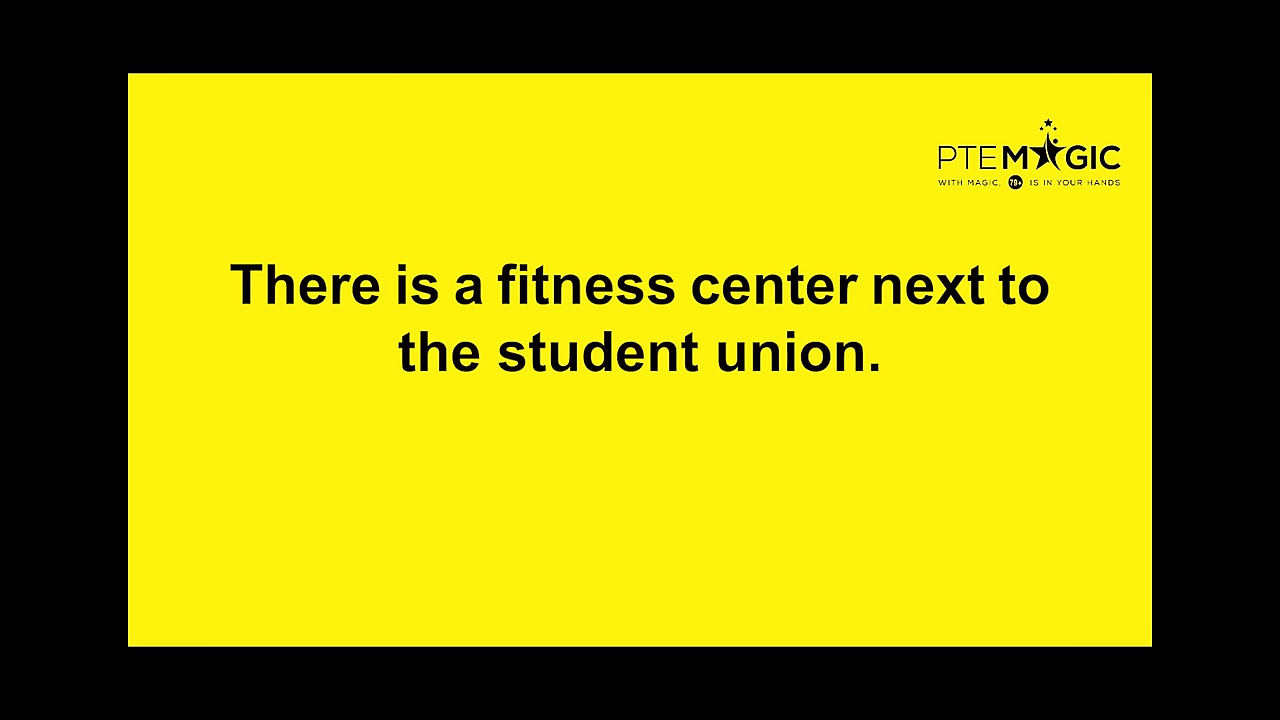 PTEMAGIC
WITH MAGIC, 79+ IS IN YOUR HANDS
There is a fitness center next to
the student union.